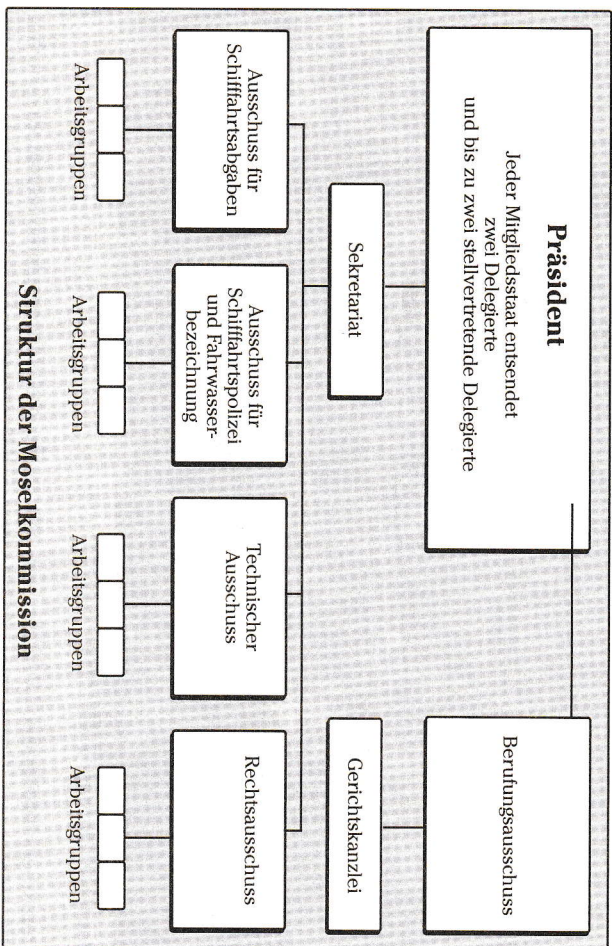 Präsident
Jeder Mitgliedsstaat entsendet
zwei Delegierte
und bis zu zwei stellvertretende Delegierte
Berufungsausschuss
Sekretariat
Gerichtskanzlei
Ausschuss für
Schifffahrtsabgaben
Ausschuss für
Schifffahrtspolizei
und Fahrwasser-
bezeichnung
Technischer
Ausschuss
Rechtsausschuss
Arbeitsgruppen
Arbeitsgruppen
Arbeitsgruppen
Arbeitsgruppen
Struktur der Moselkommission